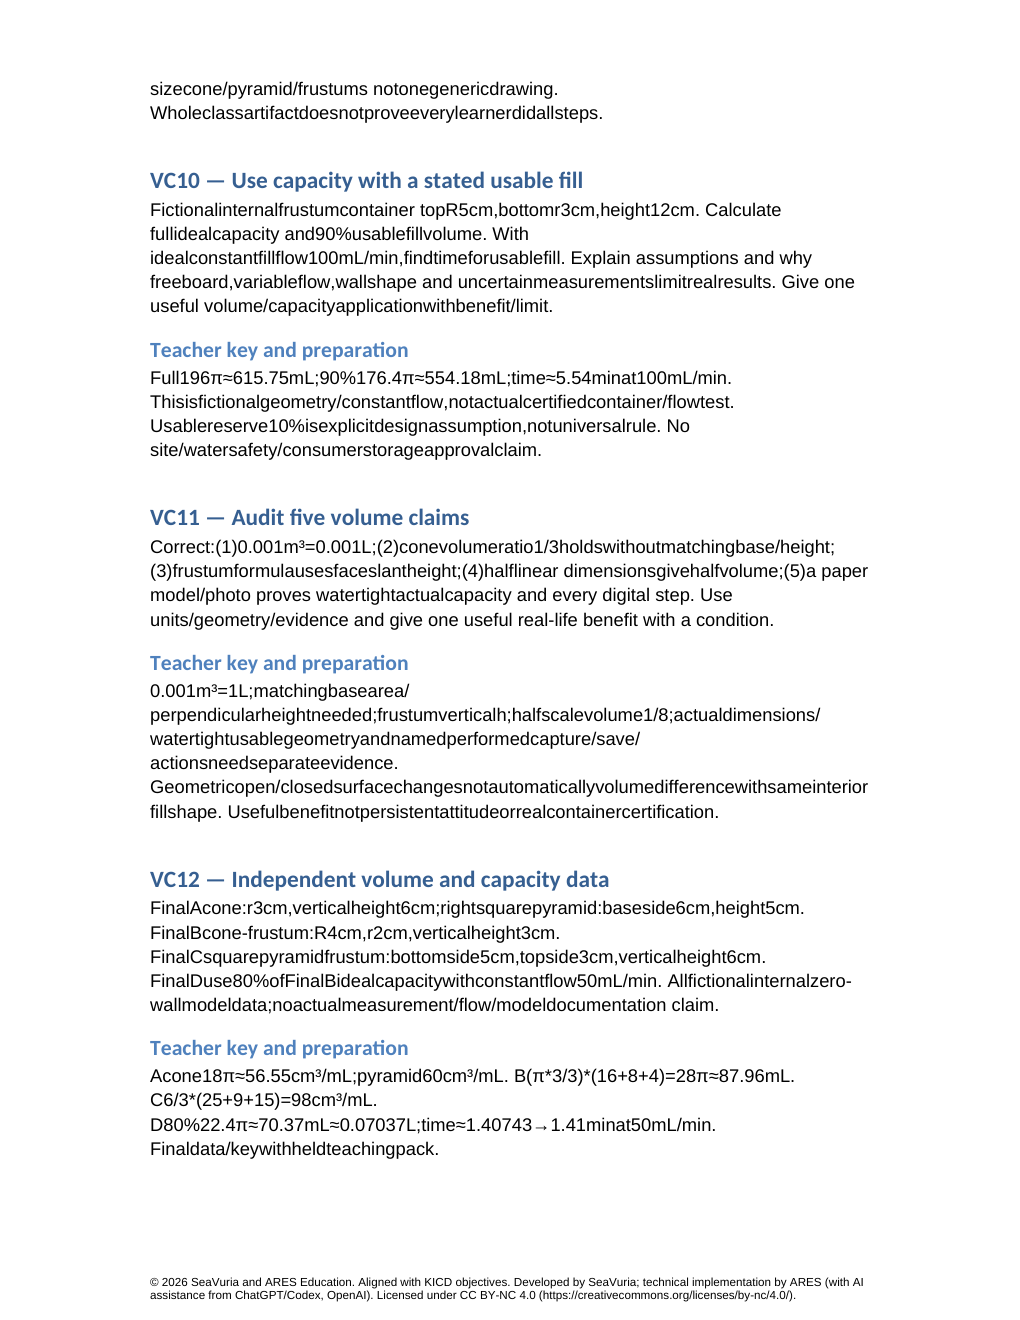 sizecone/pyramid/frustums notonegenericdrawing.
Wholeclassartifactdoesnotproveeverylearnerdidallsteps.
VC10 — Use capacity with a stated usable fill
Fictionalinternalfrustumcontainer topR5cm,bottomr3cm,height12cm. Calculate
fullidealcapacity and90%usablefillvolume. With
idealconstantfillflow100mL/min,findtimeforusablefill. Explain assumptions and why
freeboard,variableflow,wallshape and uncertainmeasurementslimitrealresults. Give one
useful volume/capacityapplicationwithbenefit/limit.
Teacher key and preparation
Full196π≈615.75mL;90%176.4π≈554.18mL;time≈5.54minat100mL/min.
Thisisfictionalgeometry/constantflow,notactualcertifiedcontainer/flowtest.
Usablereserve10%isexplicitdesignassumption,notuniversalrule. No
site/watersafety/consumerstorageapprovalclaim.
VC11 — Audit five volume claims
Correct:(1)0.001m³=0.001L;(2)conevolumeratio1/3holdswithoutmatchingbase/height;
(3)frustumformulausesfaceslantheight;(4)halflinear dimensionsgivehalfvolume;(5)a paper
model/photo proves watertightactualcapacity and every digital step. Use
units/geometry/evidence and give one useful real-life benefit with a condition.
Teacher key and preparation
0.001m³=1L;matchingbasearea/
perpendicularheightneeded;frustumverticalh;halfscalevolume1/8;actualdimensions/
watertightusablegeometryandnamedperformedcapture/save/
actionsneedseparateevidence.
Geometricopen/closedsurfacechangesnotautomaticallyvolumedifferencewithsameinterior
fillshape. Usefulbenefitnotpersistentattitudeorrealcontainercertification.
VC12 — Independent volume and capacity data
FinalAcone:r3cm,verticalheight6cm;rightsquarepyramid:baseside6cm,height5cm.
FinalBcone-frustum:R4cm,r2cm,verticalheight3cm.
FinalCsquarepyramidfrustum:bottomside5cm,topside3cm,verticalheight6cm.
FinalDuse80%ofFinalBidealcapacitywithconstantflow50mL/min. Allfictionalinternalzero-
wallmodeldata;noactualmeasurement/flow/modeldocumentation claim.
Teacher key and preparation
Acone18π≈56.55cm³/mL;pyramid60cm³/mL. B(π*3/3)*(16+8+4)=28π≈87.96mL.
C6/3*(25+9+15)=98cm³/mL.
D80%22.4π≈70.37mL≈0.07037L;time≈1.40743→1.41minat50mL/min.
Finaldata/keywithheldteachingpack.
© 2026 SeaVuria and ARES Education. Aligned with KICD objectives. Developed by SeaVuria; technical implementation by ARES (with AI
assistance from ChatGPT/Codex, OpenAI). Licensed under CC BY-NC 4.0 (https://creativecommons.org/licenses/by-nc/4.0/).